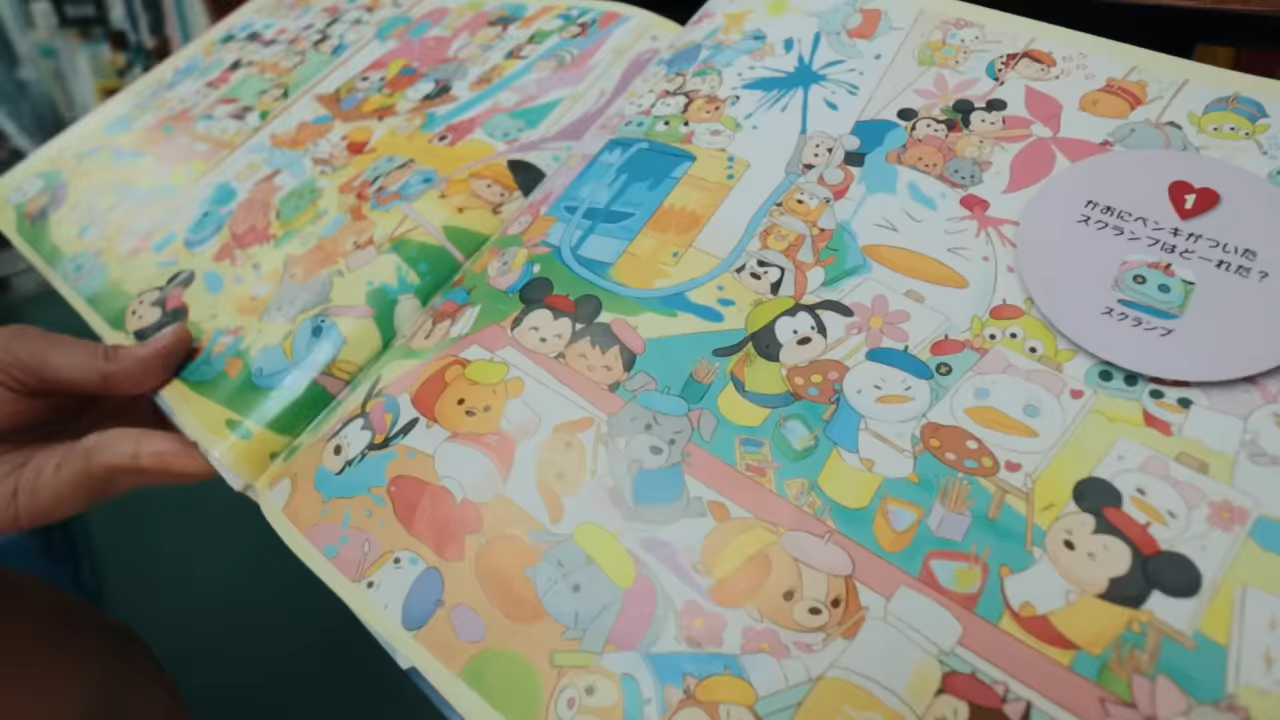 1
かおにペンキがついた
スクランプはどーれだ?
スクランプ